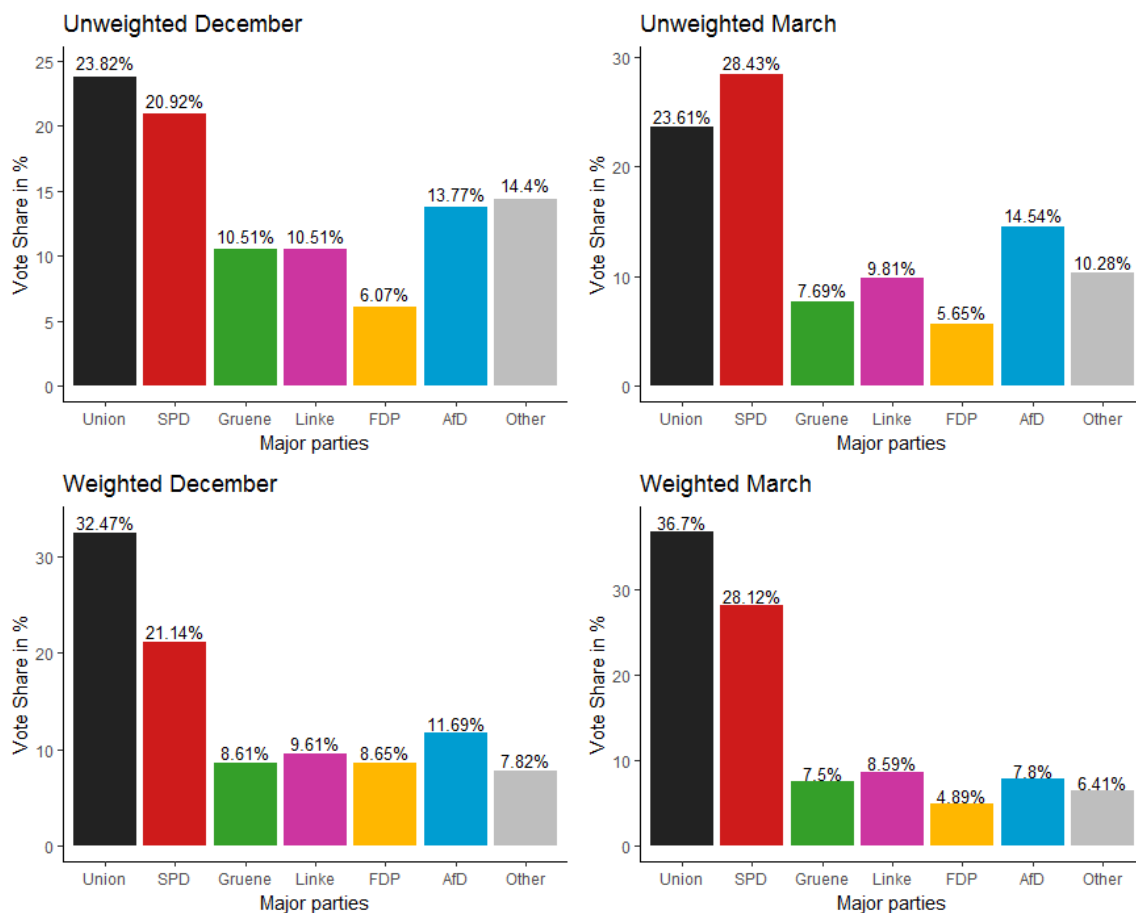 Unweighted December
Vote Share in %
25
20
15
10
5
0
23.82%
20.92%
10.51%
10.51%
6.07%
13.77%
14.4%
Union SPD Gruene Linke FDP AfD Other
Major parties
Unweighted March
Vote Share in %
30
20
10
0
23.61%
28.43%
7.69%
9.81%
5.65%
14.54%
10.28%
Union SPD Gruene Linke FDP AfD Other
Major parties
Weighted December
Vote Share in %
30
20
10
0
32.47%
21.14%
8.61%
9.61%
8.65%
11.69%
7.82%
Union SPD Gruene Linke FDP AfD Other
Major parties
Weighted March
Vote Share in %
30
20
10
0
36.7%
28.12%
7.5%
8.59%
4.89%
7.8%
6.41%
Union SPD Gruene Linke FDP AfD Other
Major parties